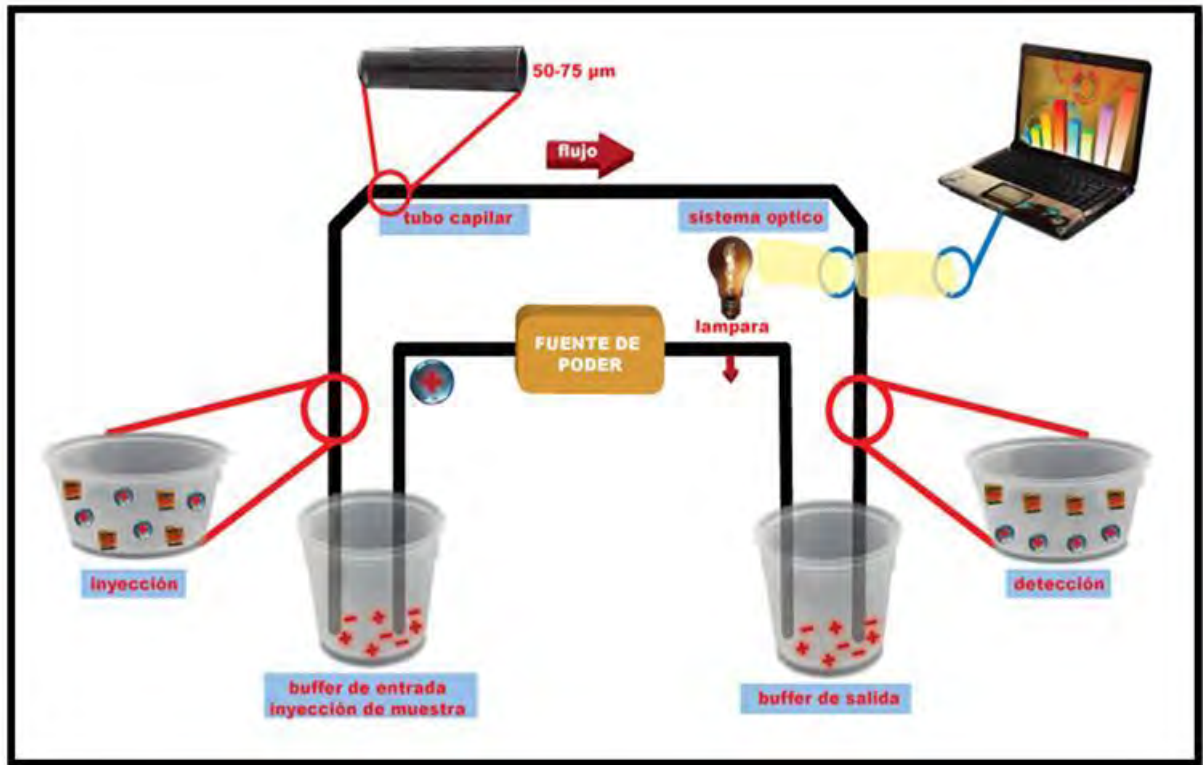 50-75 µm
flujo
tubo capilar
sistema optico
lampara
FUENTE DE
PODER
inyección
detección
buffer de entrada
inyección de muestra
buffer de salida